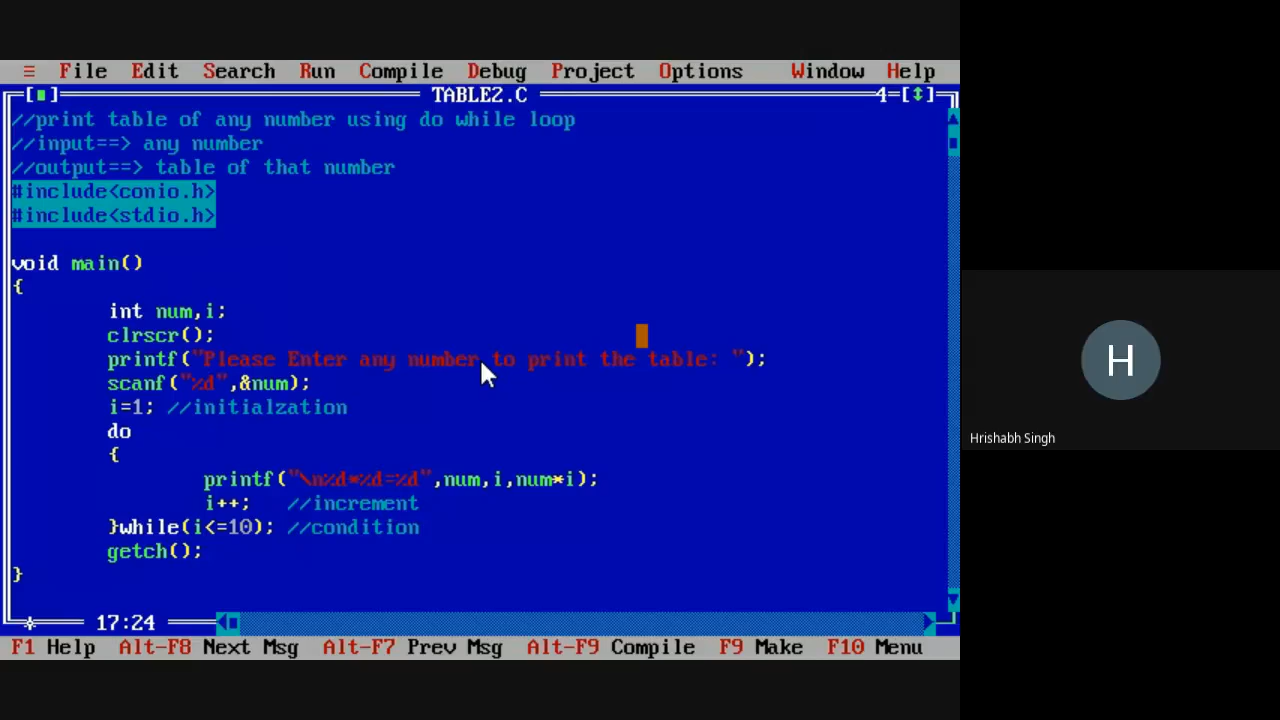 ≡ File Edit Search Run Compile Debug Project Options Window Help
[■] TABLE2.C 4=[↕]
//print table of any number using do while loop
//input==> any number
//output==> table of that number
#include<conio.h>
#include<stdio.h>
void main()
{
int num,i;
clrscr();
printf("Please Enter any number to print the table: ");
scanf("%d",&num);
i=1; //initialzation
do
{
printf("\n%d*%d=%d",num,i,num*i);
i++; //increment
}while(i<=10); //condition
getch();
}
17:24
F1 Help Alt-F8 Next Msg Alt-F7 Prev Msg Alt-F9 Compile F9 Make F10 Menu
H
Hrishabh Singh